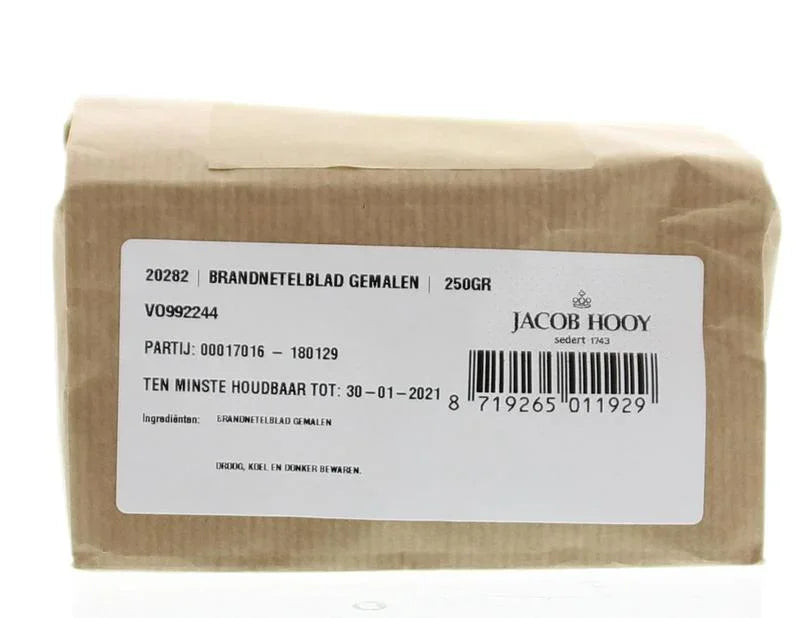 20282 | BRANDNETELBLAD GEMALEN | 250GR
VO992244
JACOB HOOY
sedert 1743
PARTIJ: 00017016 – 180129
TEN MINSTE HOUDBAAR TOT: 30–01–2021
8 719265 011929
Ingrediënten: BRANDNETELBLAD GEMALEN
DROOG, KOEL EN DONKER BEWAREN.